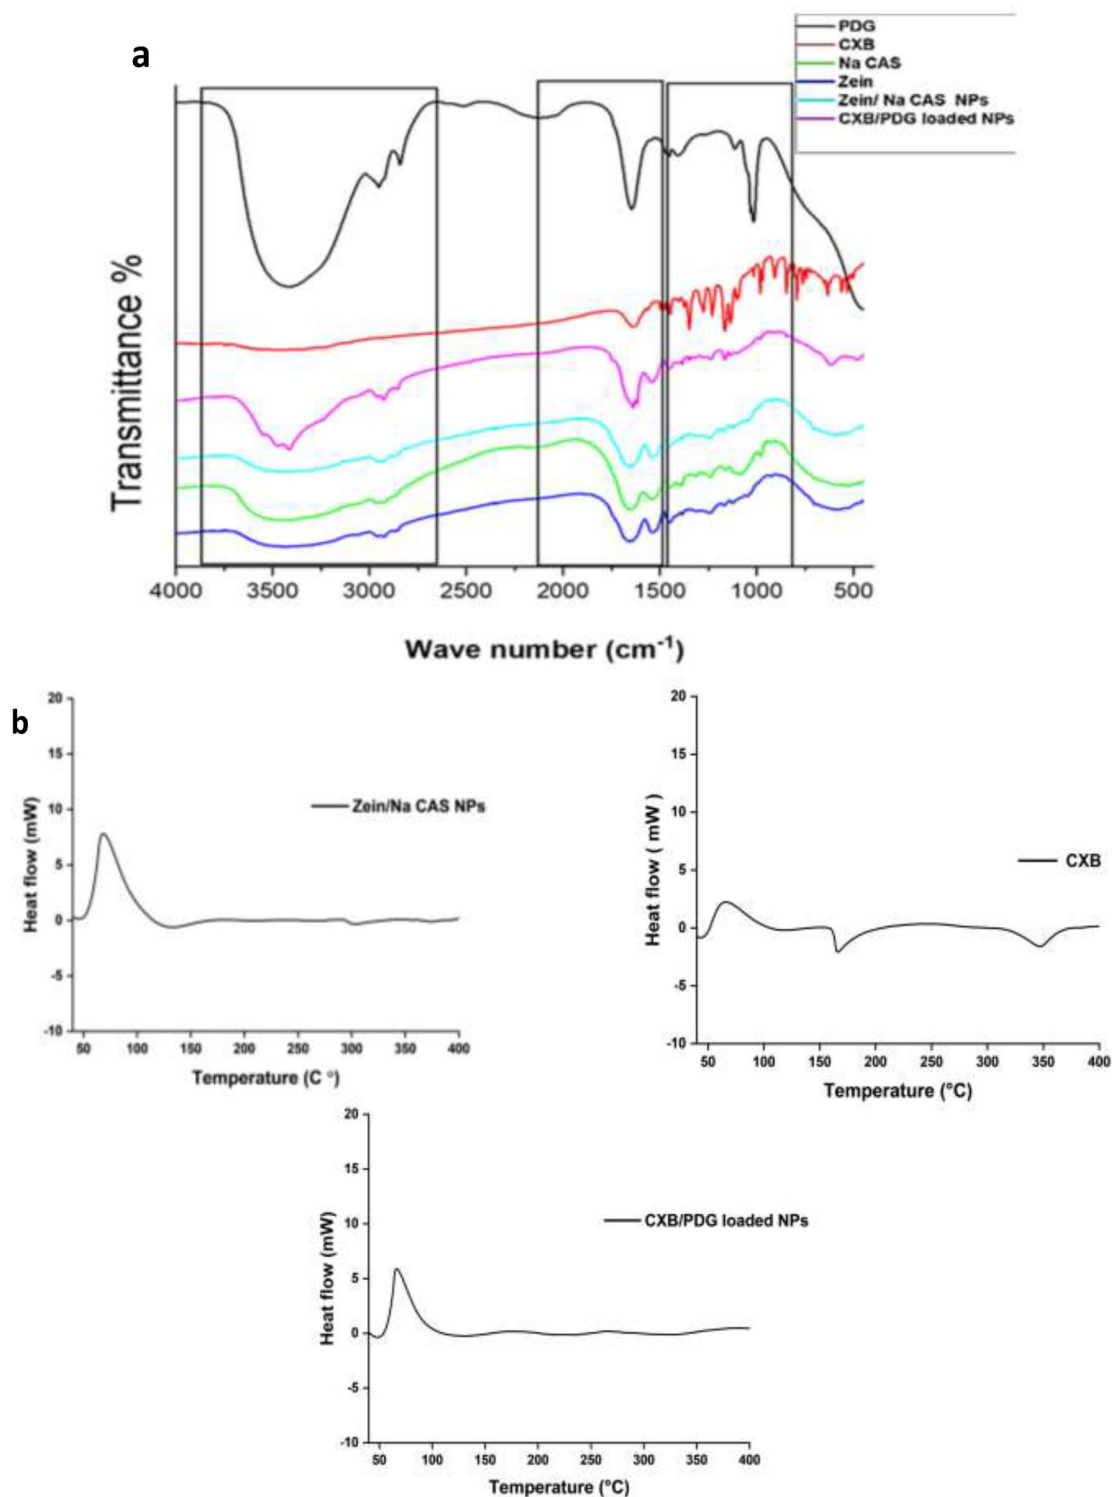 a
PDG
CXB
Na CAS
Zein
Zein/ Na CAS NPs
CXB/PDG loaded NPs
Transmittance %
4000 3500 3000 2500 2000 1500 1000 500
Wave number (cm-1)
b
20
15
10
5
0
-5
-10
Heat flow (mW)
Zein/Na CAS NPs
50 100 150 200 250 300 350 400
Temperature (C °)
20
15
10
5
0
-5
-10
Heat flow ( mW )
CXB
50 100 150 200 250 300 350 400
Temperature (°C)
20
15
10
5
0
-5
-10
Heat flow (mW)
CXB/PDG loaded NPs
50 100 150 200 250 300 350 400
Temperature (°C)